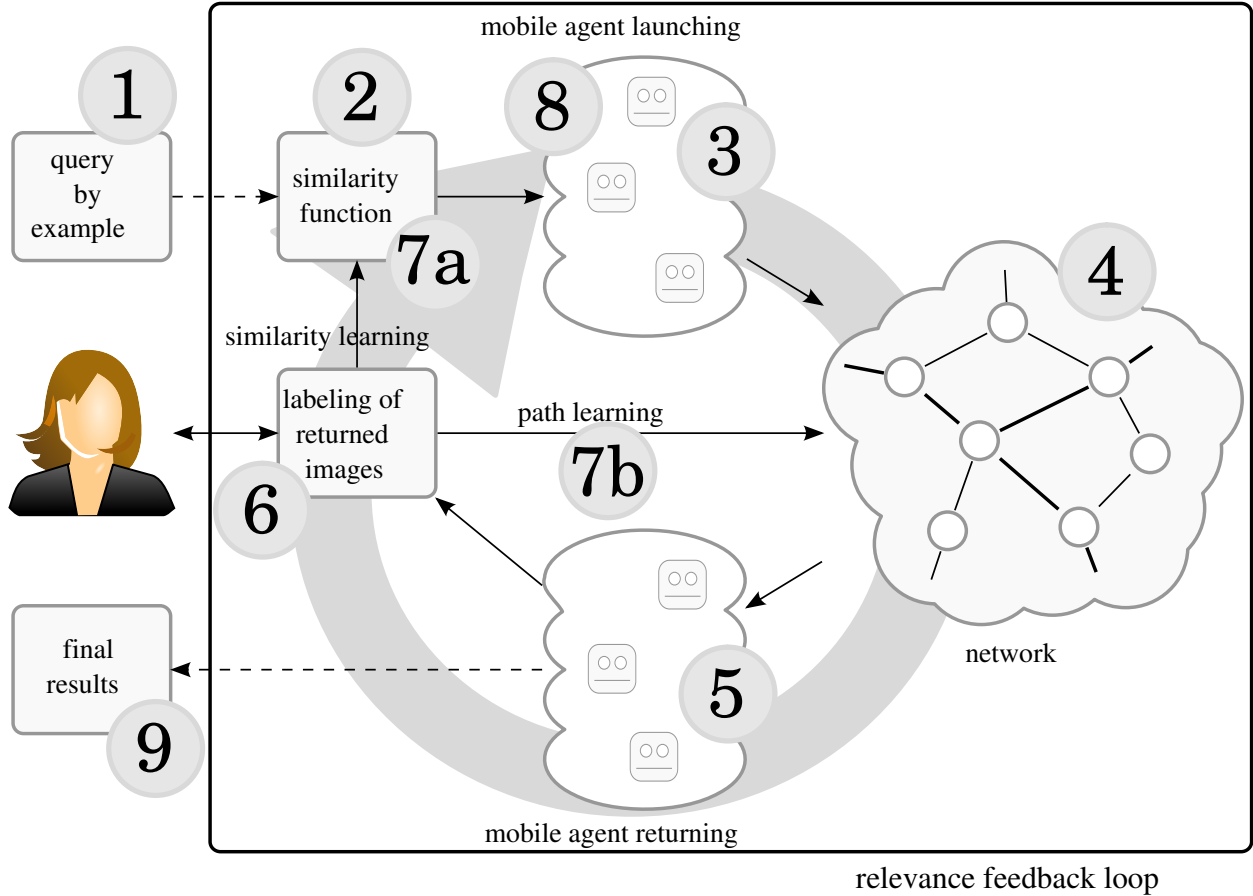 mobile agent launching
1
2
8
3
query
by
example
similarity
function
7a
4
similarity learning
labeling of
returned
images
path learning
7b
6
final
results
9
5
network
mobile agent returning
relevance feedback loop